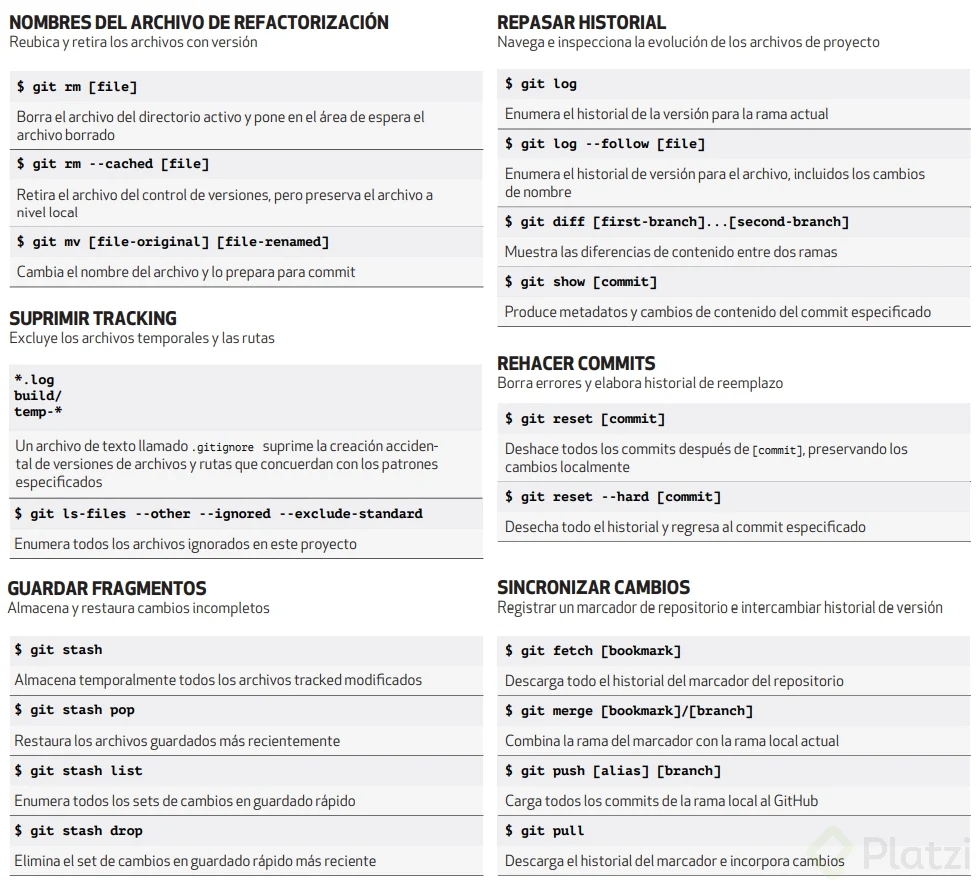 NOMBRES DEL ARCHIVO DE REFACTORIZACIÓN
Reubica y retira los archivos con versión
$ git rm [file]
Borra el archivo del directorio activo y pone en el área de espera el
archivo borrado
$ git rm --cached [file]
Retira el archivo del control de versiones, pero preserva el archivo a
nivel local
$ git mv [file-original] [file-renamed]
Cambia el nombre del archivo y lo prepara para commit
SUPRIMIR TRACKING
Excluye los archivos temporales y las rutas
*.log
build/
temp-*
Un archivo de texto llamado .gitignore suprime la creación acciden-
tal de versiones de archivos y rutas que concuerdan con los patrones
especificados
$ git ls-files --other --ignored --exclude-standard
Enumera todos los archivos ignorados en este proyecto
GUARDAR FRAGMENTOS
Almacena y restaura cambios incompletos
$ git stash
Almacena temporalmente todos los archivos tracked modificados
$ git stash pop
Restaura los archivos guardados más recientemente
$ git stash list
Enumera todos los sets de cambios en guardado rápido
$ git stash drop
Elimina el set de cambios en guardado rápido más reciente
REPASAR HISTORIAL
Navega e inspecciona la evolución de los archivos de proyecto
$ git log
Enumera el historial de la versión para la rama actual
$ git log --follow [file]
Enumera el historial de versión para el archivo, incluidos los cambios
de nombre
$ git diff [first-branch]...[second-branch]
Muestra las diferencias de contenido entre dos ramas
$ git show [commit]
Produce metadatos y cambios de contenido del commit especificado
REHACER COMMITS
Borra errores y elabora historial de reemplazo
$ git reset [commit]
Deshace todos los commits después de [commit], preservando los
cambios localmente
$ git reset --hard [commit]
Desecha todo el historial y regresa al commit especificado
SINCRONIZAR CAMBIOS
Registrar un marcador de repositorio e intercambiar historial de versión
$ git fetch [bookmark]
Descarga todo el historial del marcador del repositorio
$ git merge [bookmark]/[branch]
Combina la rama del marcador con la rama local actual
$ git push [alias] [branch]
Carga todos los commits de la rama local al GitHub
$ git pull
Descarga el historial del marcador e incorpora cambios
Platzi